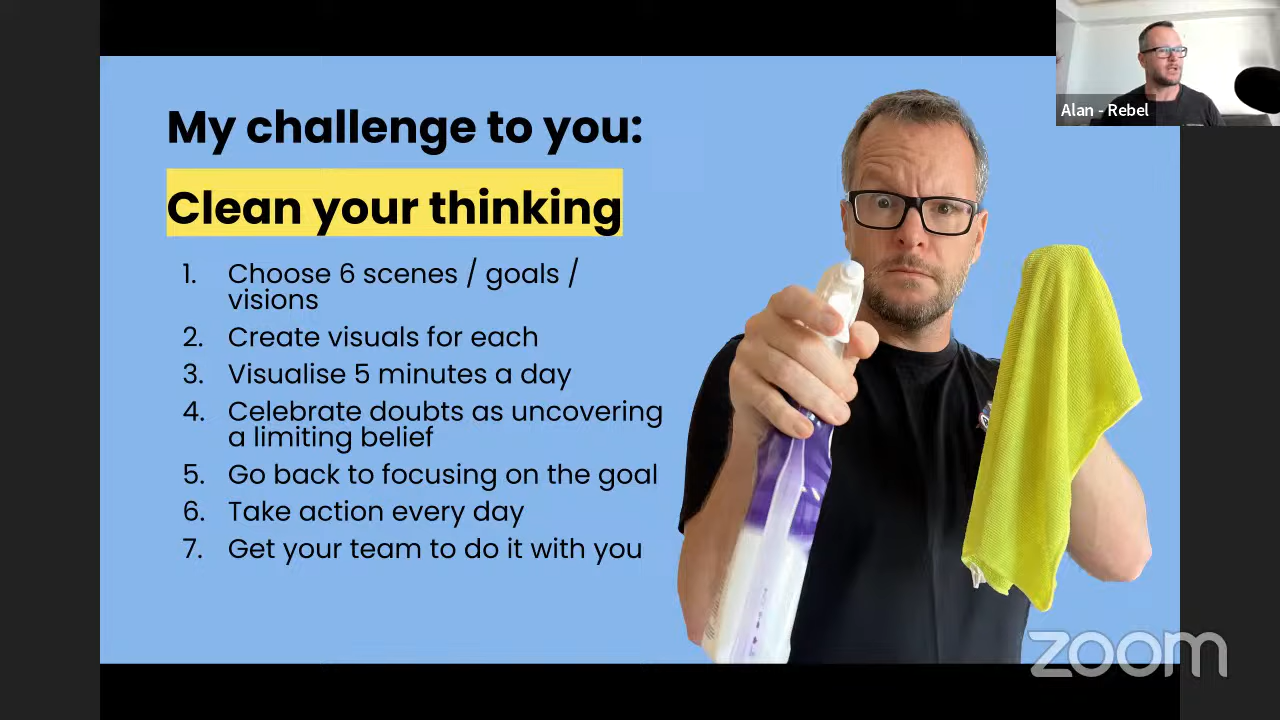 My challenge to you:
Clean your thinking
1. Choose 6 scenes / goals /
visions
2. Create visuals for each
3. Visualise 5 minutes a day
4. Celebrate doubts as uncovering
a limiting belief
5. Go back to focusing on the goal
6. Take action every day
7. Get your team to do it with you
Alan - Rebel
zoom